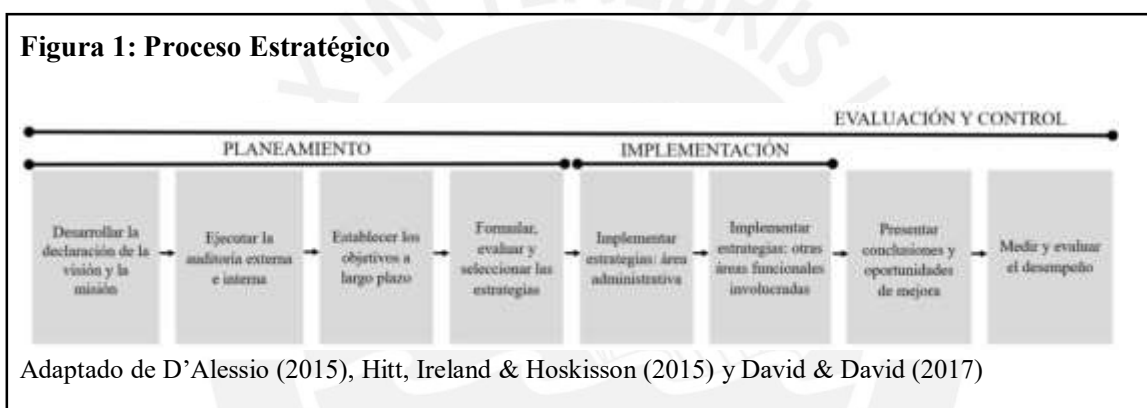 Figura 1: Proceso Estratégico
EVALUACIÓN Y CONTROL
PLANEAMIENTO
IMPLEMENTACIÓN
Desarrollar la
declaración de la
visión y la
misión
Ejecutar la
auditoría externa
e interna
Establecer los
objetivos a
largo plazo
Formular,
evaluar y
seleccionar las
estrategias
Implementar
estrategias: área
administrativa
Implementar
estrategias: otras
áreas funcionales
involucradas
Presentar
conclusiones y
oportunidades
de mejora
Medir y evaluar
el desempeño
Adaptado de D’Alessio (2015), Hitt, Ireland & Hoskisson (2015) y David & David (2017)